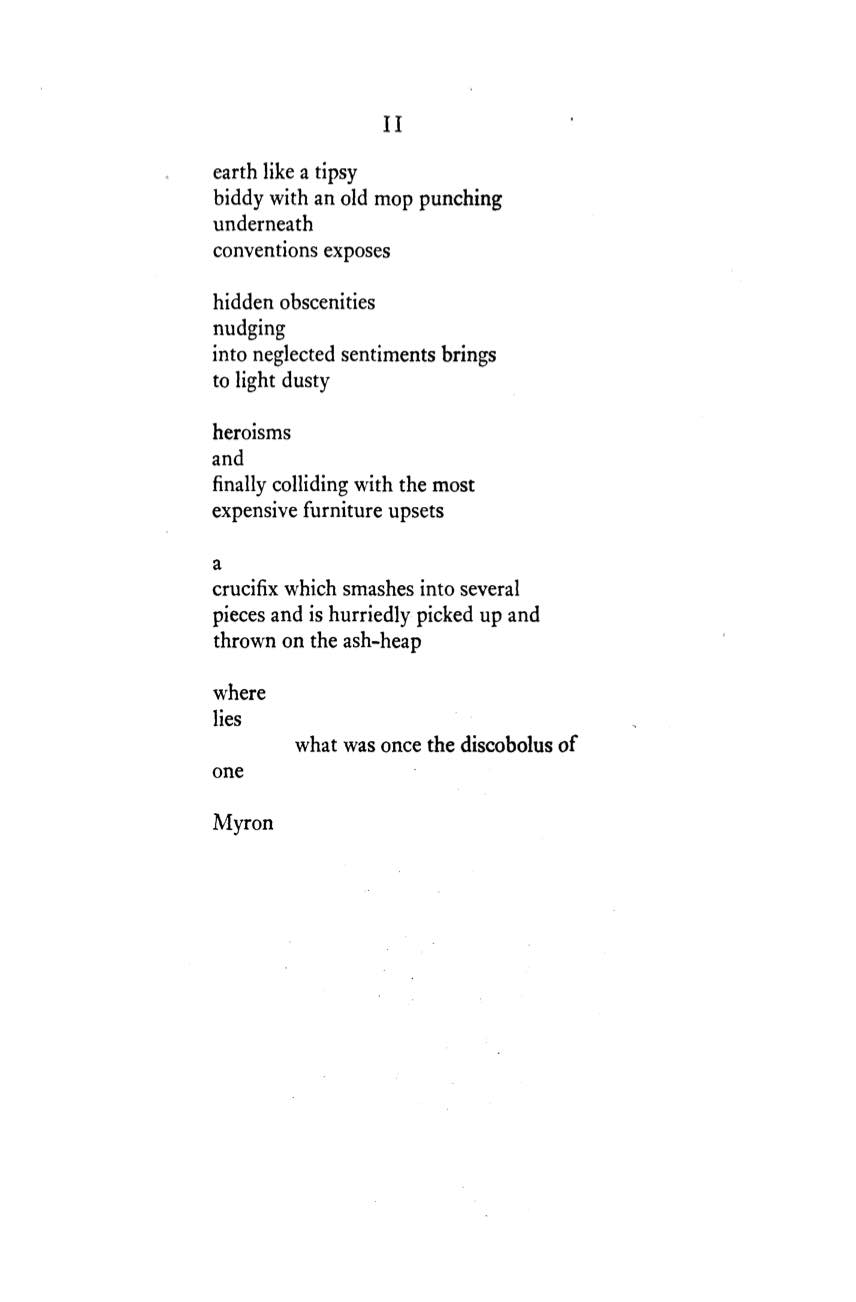 II
earth like a tipsy
biddy with an old mop punching
underneath
conventions exposes
hidden obscenities
nudging
into neglected sentiments brings
to light dusty
heroisms
and
finally colliding with the most
expensive furniture upsets
a
crucifix which smashes into several
pieces and is hurriedly picked up and
thrown on the ash-heap
where
lies
what was once the discobolus of
one
Myron